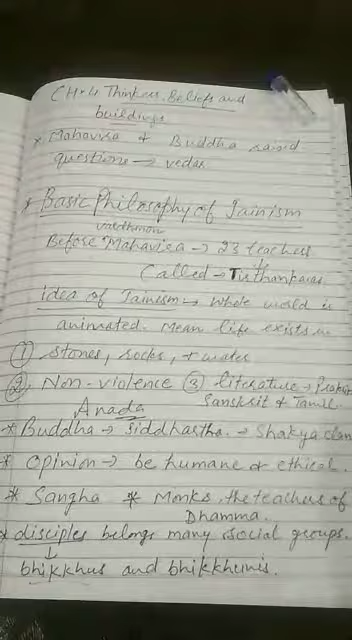 CH-4 Thinkers, Beliefs and
buildings
* Mahavira & Buddha raised
questions → vedas
* Basic Philosophy of Jainism
vardhman
Before Mahavira → 23 teachers
↓
Called → Tirthankaras
idea of Jainism → Whole world is
animated. Mean life exists in
① Stones, rocks, & water
② Non-violence ③ literature → Prakrit
Sanskrit & Tamil
Anada
* Buddha → Siddhartha. → Shakya clan
* Opinion → be humane or ethical.
* Sangha * Monks, the teachers of
Dhamma.
* disciples belongs many social groups.
↓
bhikkhus and bhikkhunis.